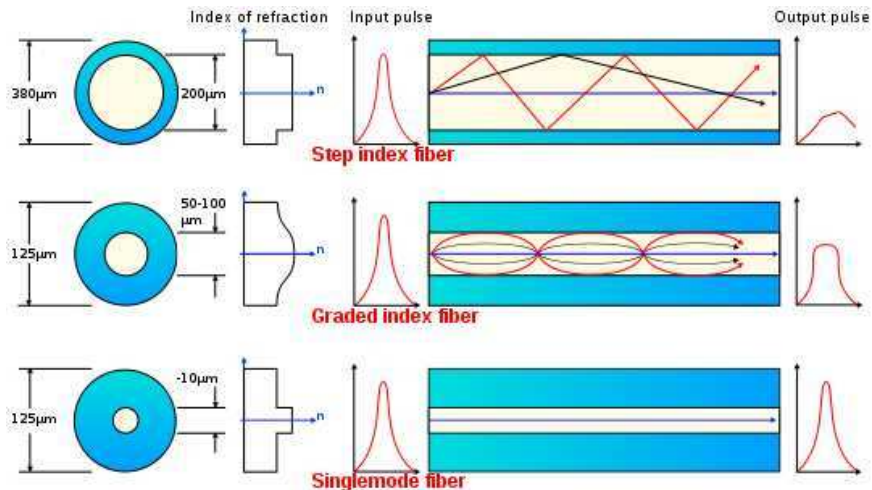 Index of refraction
Input pulse
Output pulse
380μm
200μm
n
Step index fiber
50-100
μm
125μm
n
Graded index fiber
-10μm
125μm
n
Singlemode fiber